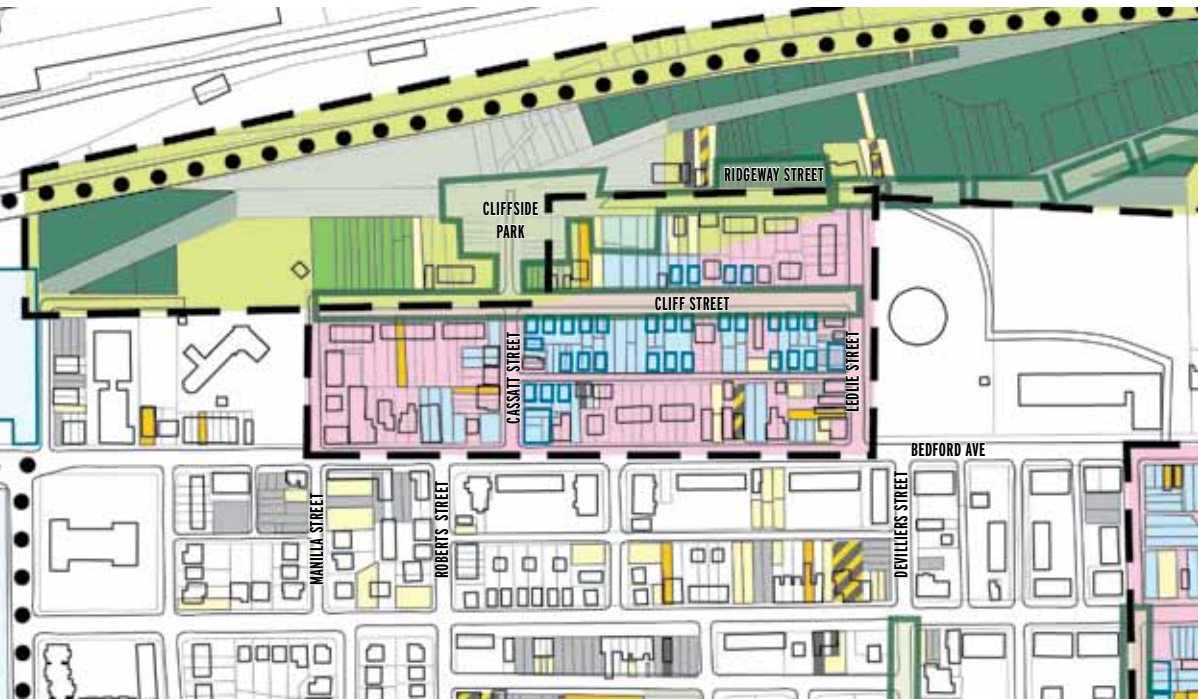 RIDGEWAY STREET
CLIFFSIDE
PARK
CLIFF STREET
CASSATT STREET
LEDLIE STREET
BEDFORD AVE
MANILLA STREET
ROBERTS STREET
DEVILLIERS STREET